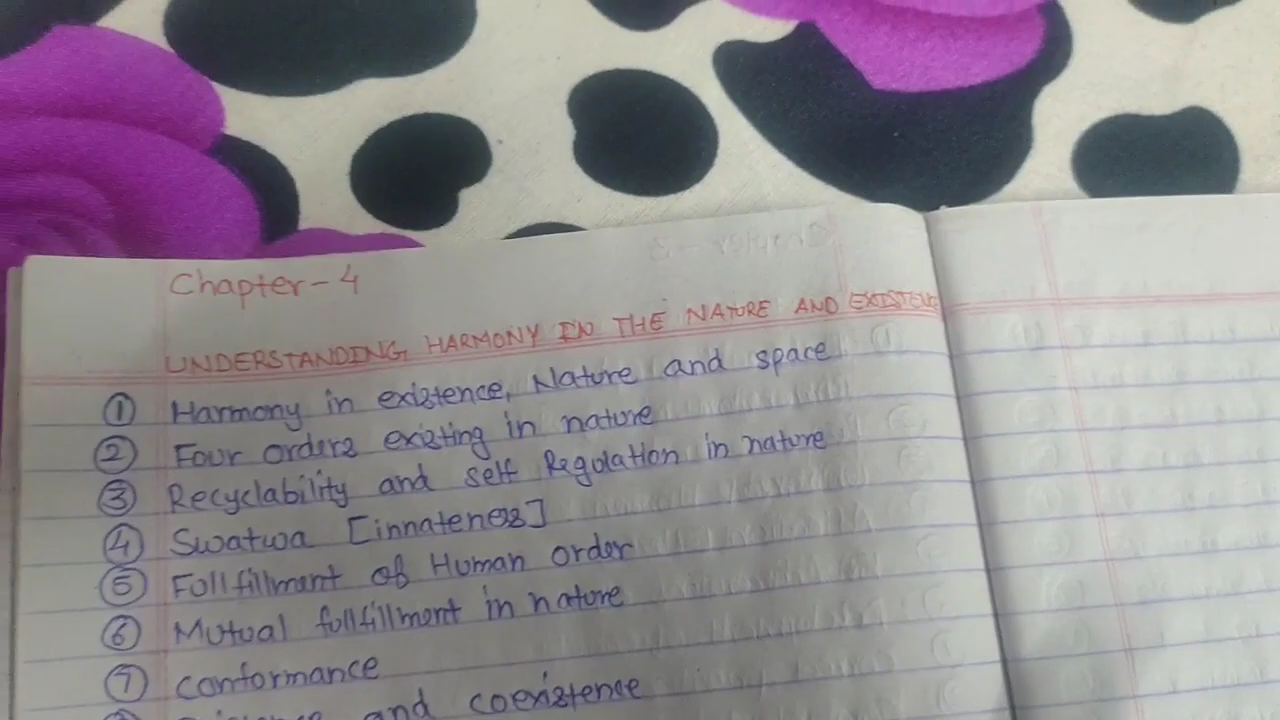 Chapter-4
UNDERSTANDING HARMONY IN THE NATURE AND EXISTENCE
① Harmony in existence, Nature and space
② Four orders existing in nature
③ Recyclability and self Regulation in nature
④ Swatwa [innateness]
⑤ Fullfillment of Human order
⑥ Mutual fullfillment in nature
⑦ conformance
and coexistence